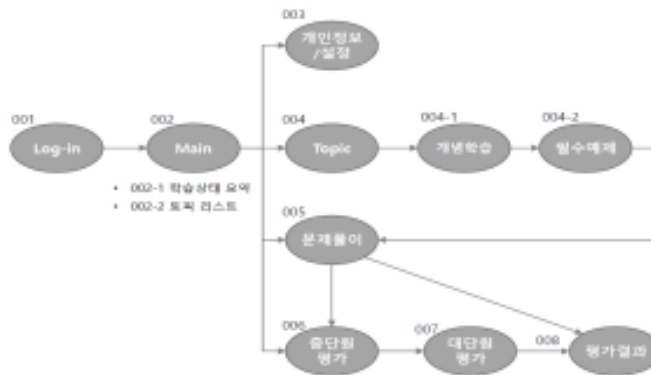 003
개인정보
/설정
001
002
004
004-1
004-2
Log-in
Main
Topic
개념학습
필수예제
• 002-1 학습상태 요약
• 002-2 토픽 리스트
005
문제풀이
006
007
008
중단원
평가
대단원
평가
평가결과